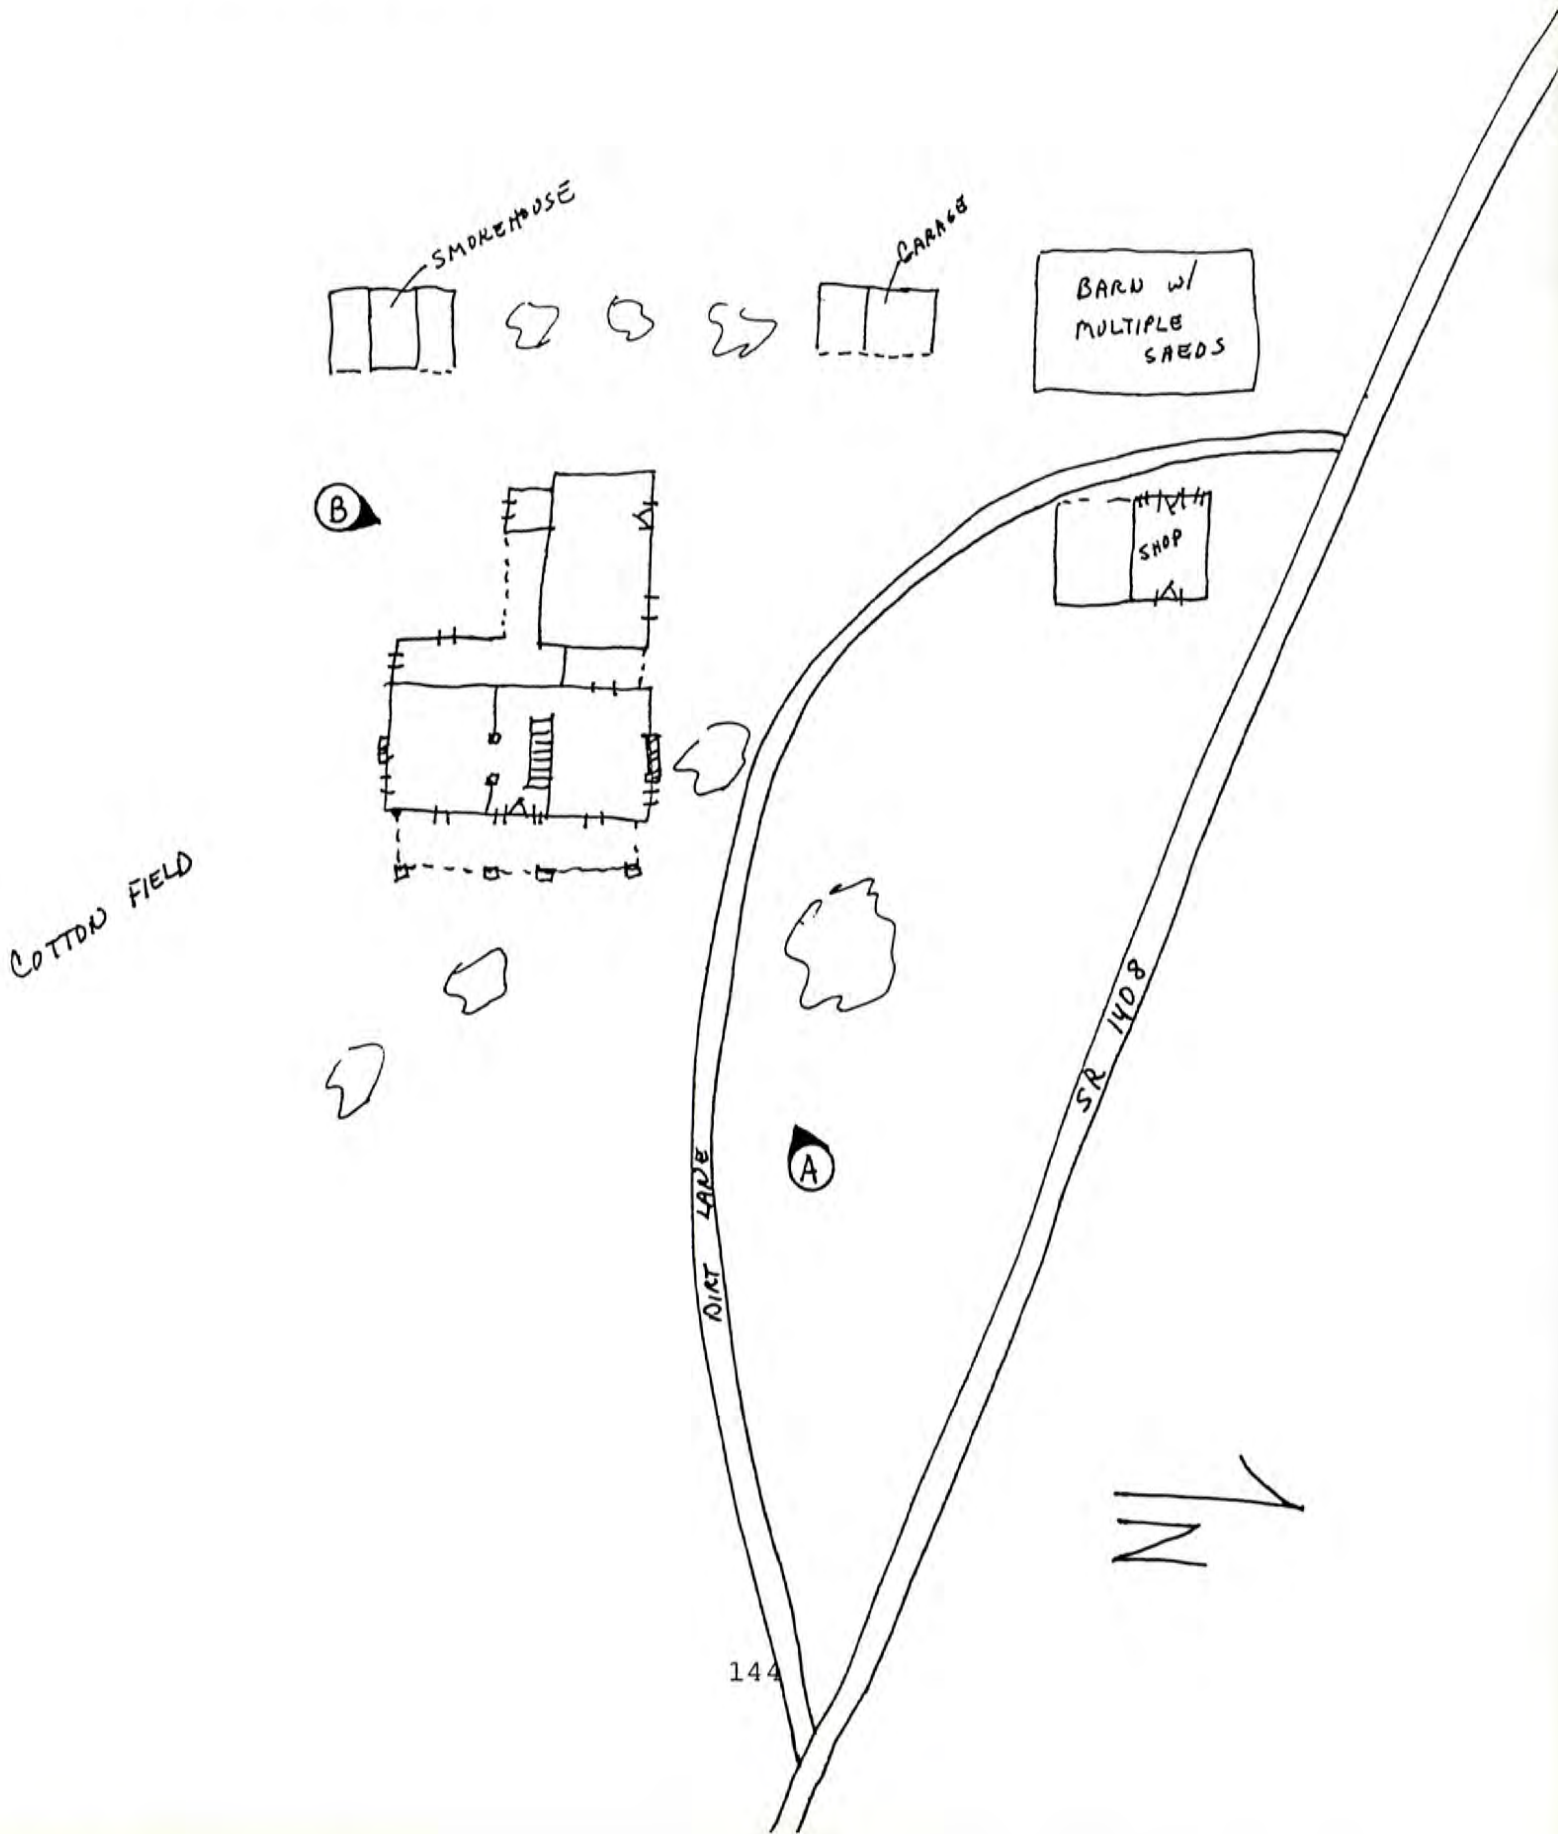 SMOKEHOUSE
GARAGE
BARN W/
MULTIPLE
SHEDS
B
SHOP
COTTON FIELD
SR 1408
A
DIRT LANE
N
144